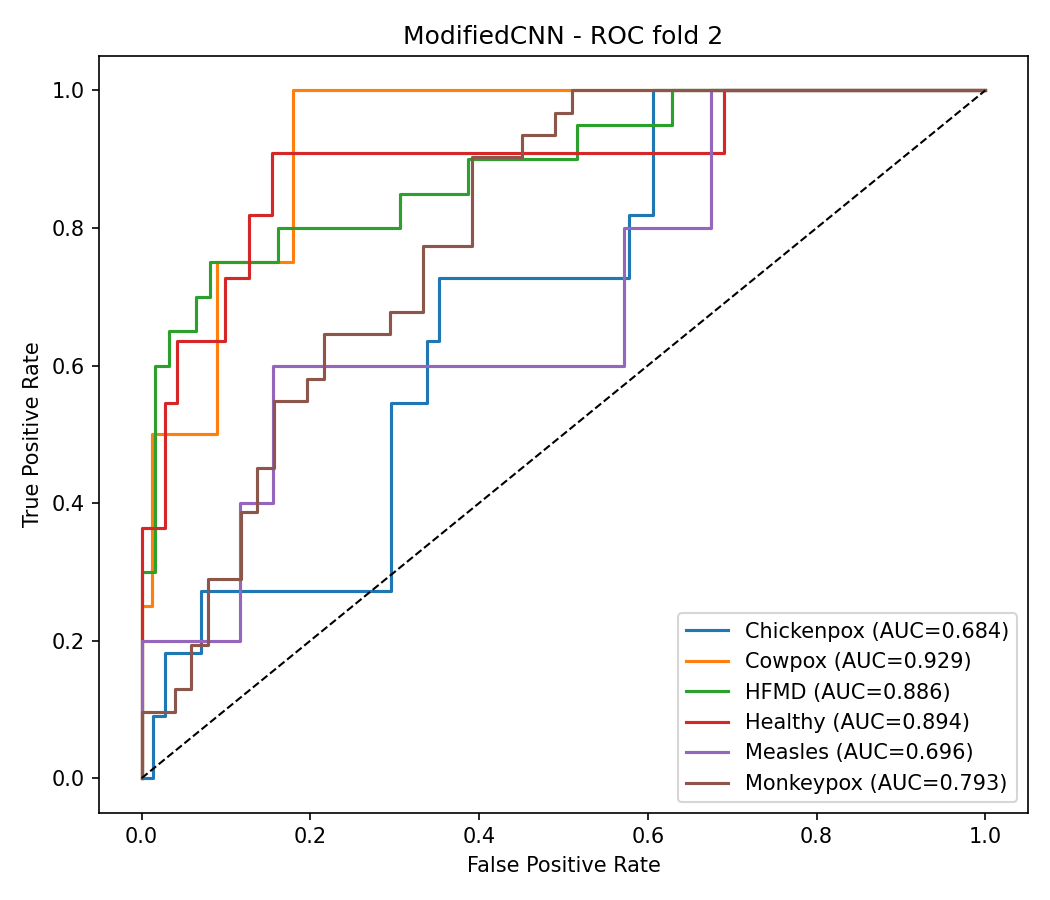 ModifiedCNN - ROC fold 2
True Positive Rate
1.0
0.8
0.6
0.4
0.2
0.0
Chickenpox (AUC=0.684)
Cowpox (AUC=0.929)
HFMD (AUC=0.886)
Healthy (AUC=0.894)
Measles (AUC=0.696)
Monkeypox (AUC=0.793)
0.0 0.2 0.4 0.6 0.8 1.0
False Positive Rate